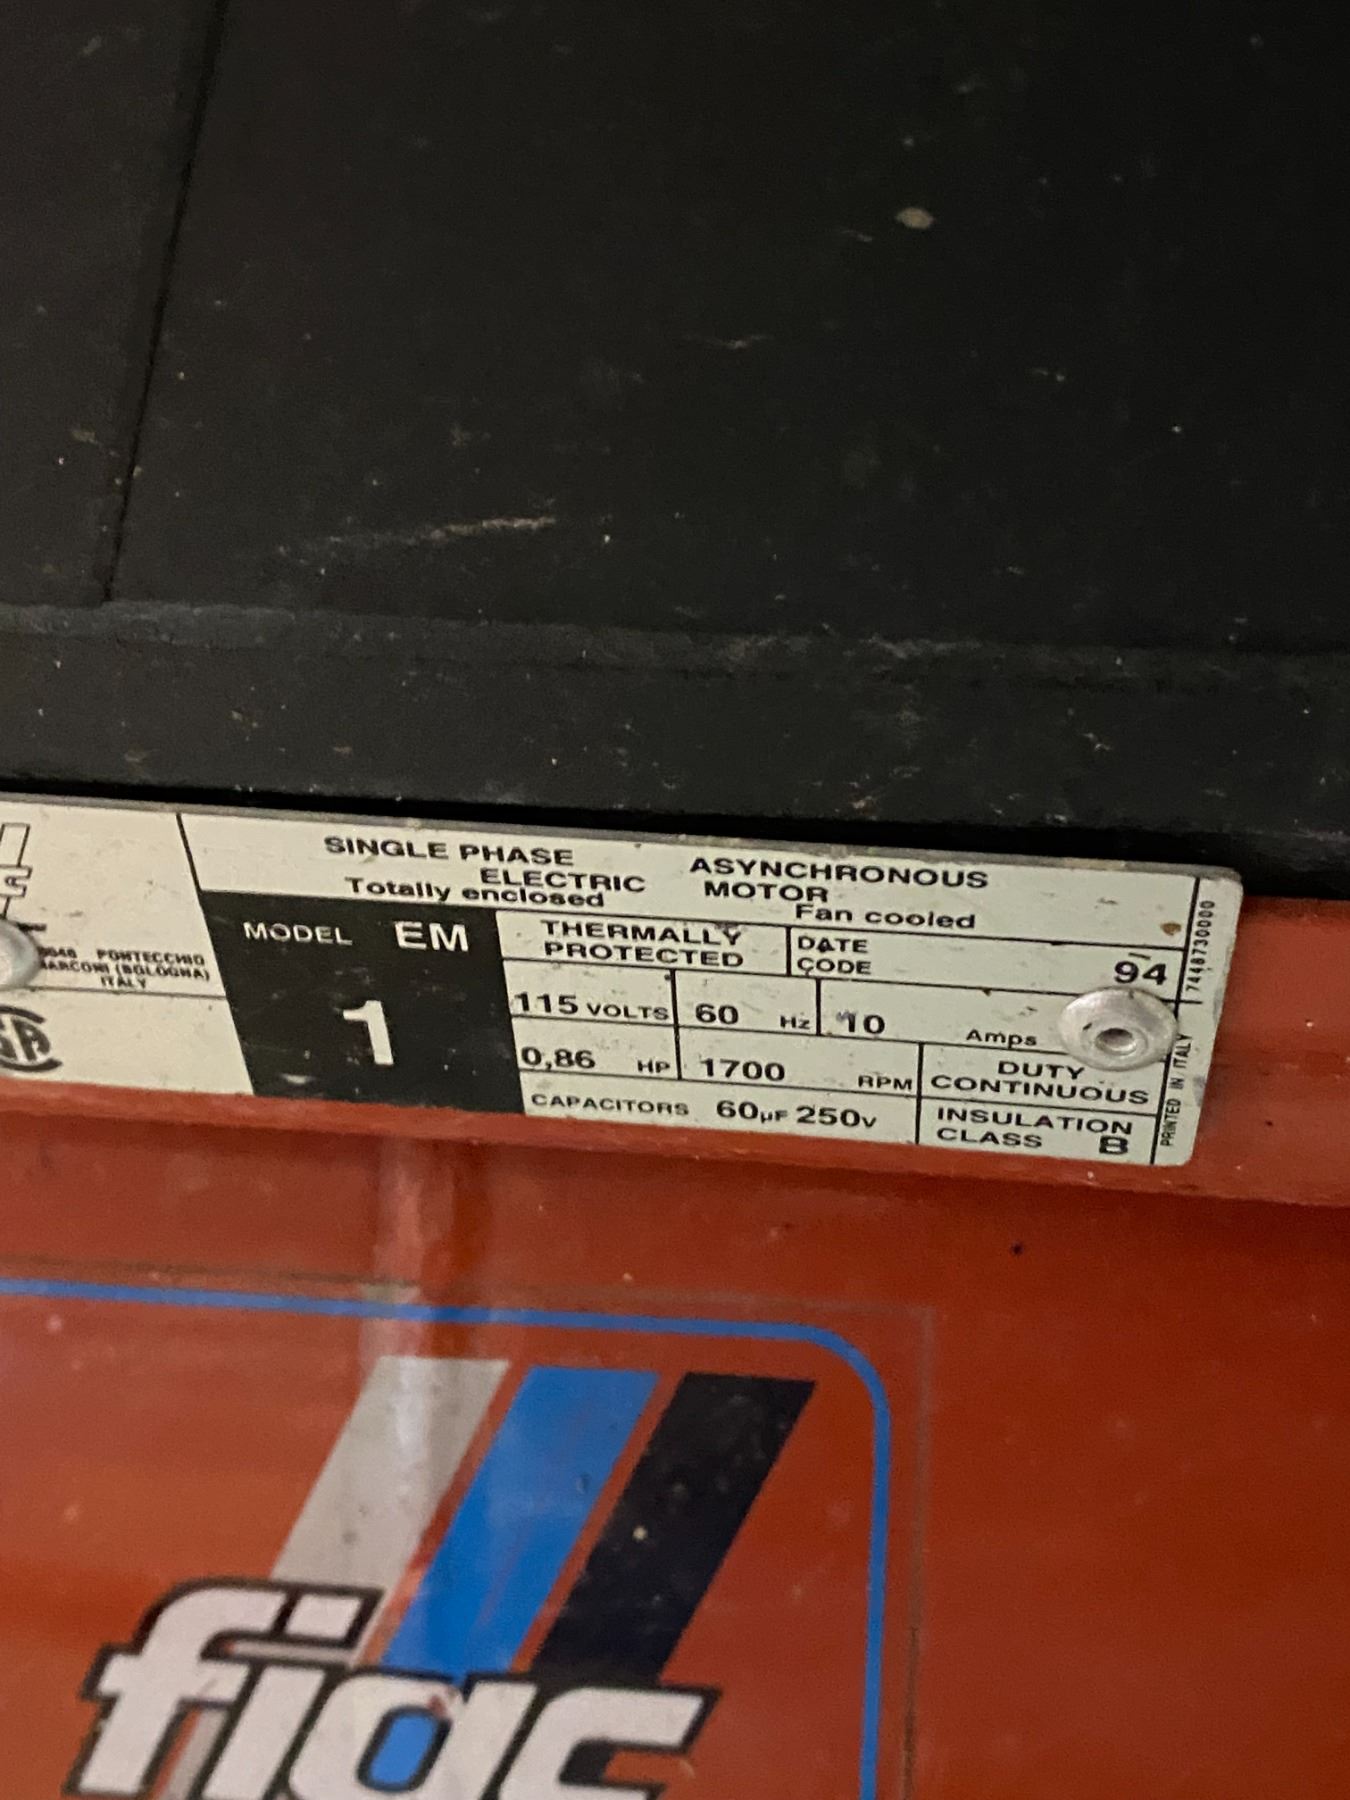 SINGLE PHASE ASYNCHRONOUS
ELECTRIC MOTOR
Totally enclosed Fan cooled
PONTECCHIO
MARCONI (BOLOGNA)
ITALY
MODEL EM
1
THERMALLY
PROTECTED
DATE
CODE 94
115 VOLTS 60 Hz 10 Amps
0,86 HP 1700 RPM
DUTY
CONTINUOUS
CAPACITORS 60µF 250V
INSULATION
CLASS B
PRINTED IN ITALY 7448730000
fiac